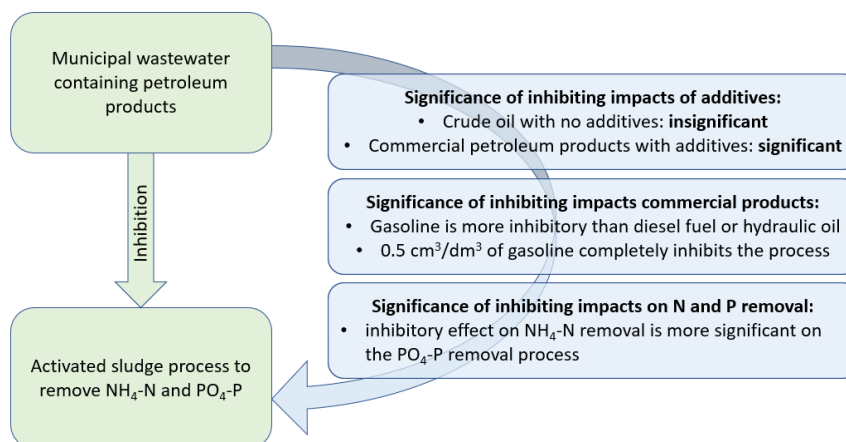 Municipal wastewater
containing petroleum
products
Inhibition
Activated sludge process to
remove NH₄-N and PO₄-P
Significance of inhibiting impacts of additives:
• Crude oil with no additives: insignificant
• Commercial petroleum products with additives: significant
Significance of inhibiting impacts commercial products:
• Gasoline is more inhibitory than diesel fuel or hydraulic oil
• 0.5 cm³/dm³ of gasoline completely inhibits the process
Significance of inhibiting impacts on N and P removal:
• inhibitory effect on NH₄-N removal is more significant on
the PO₄-P removal process